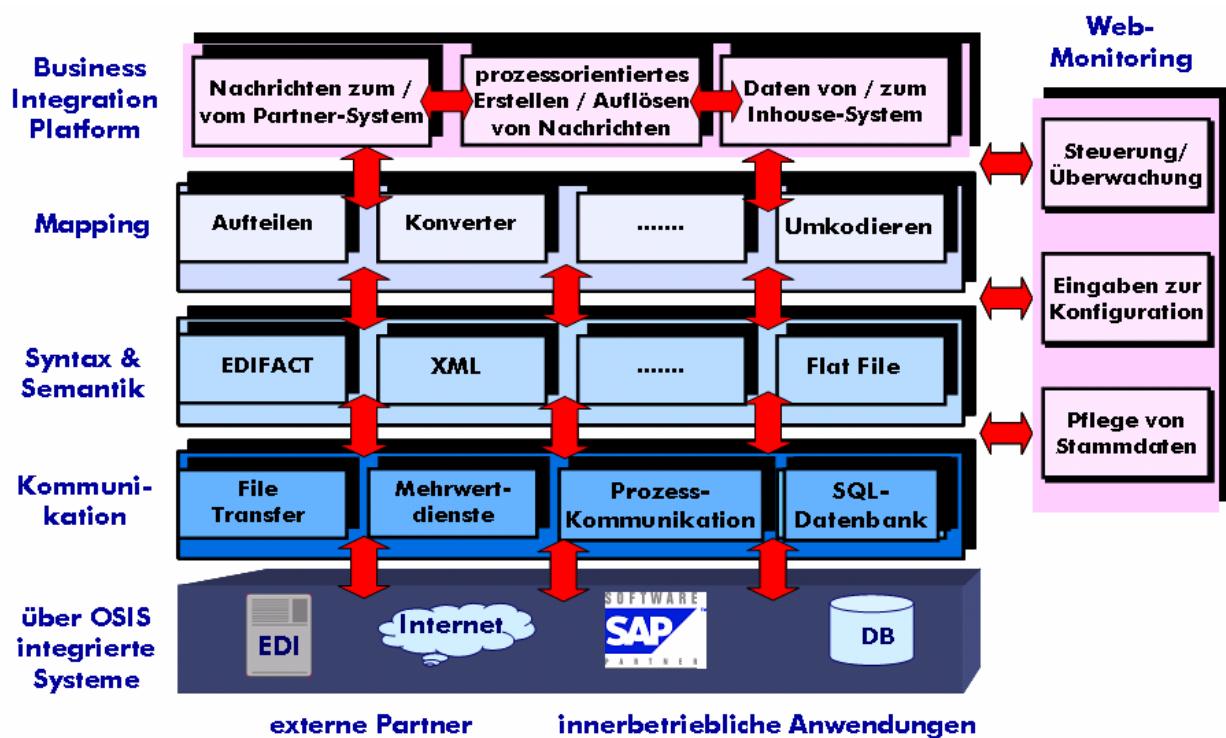 Web-
Monitoring
Business
Integration
Platform
Nachrichten zum /
vom Partner-System
prozessorientiertes
Erstellen / Auflösen
von Nachrichten
Daten von / zum
Inhouse-System
Steuerung/
Überwachung
Mapping
Aufteilen
Konverter
.......
Umkodieren
Eingaben zur
Konfiguration
Syntax &
Semantik
EDIFACT
XML
.......
Flat File
Pflege von
Stammdaten
Kommuni-
kation
File
Transfer
Mehrwert-
dienste
Prozess-
Kommunikation
SQL-
Datenbank
über OSIS
integrierte
Systeme
EDI
Internet
SOFTWARE
SAP
™
PARTNER
DB
externe Partner
innerbetriebliche Anwendungen